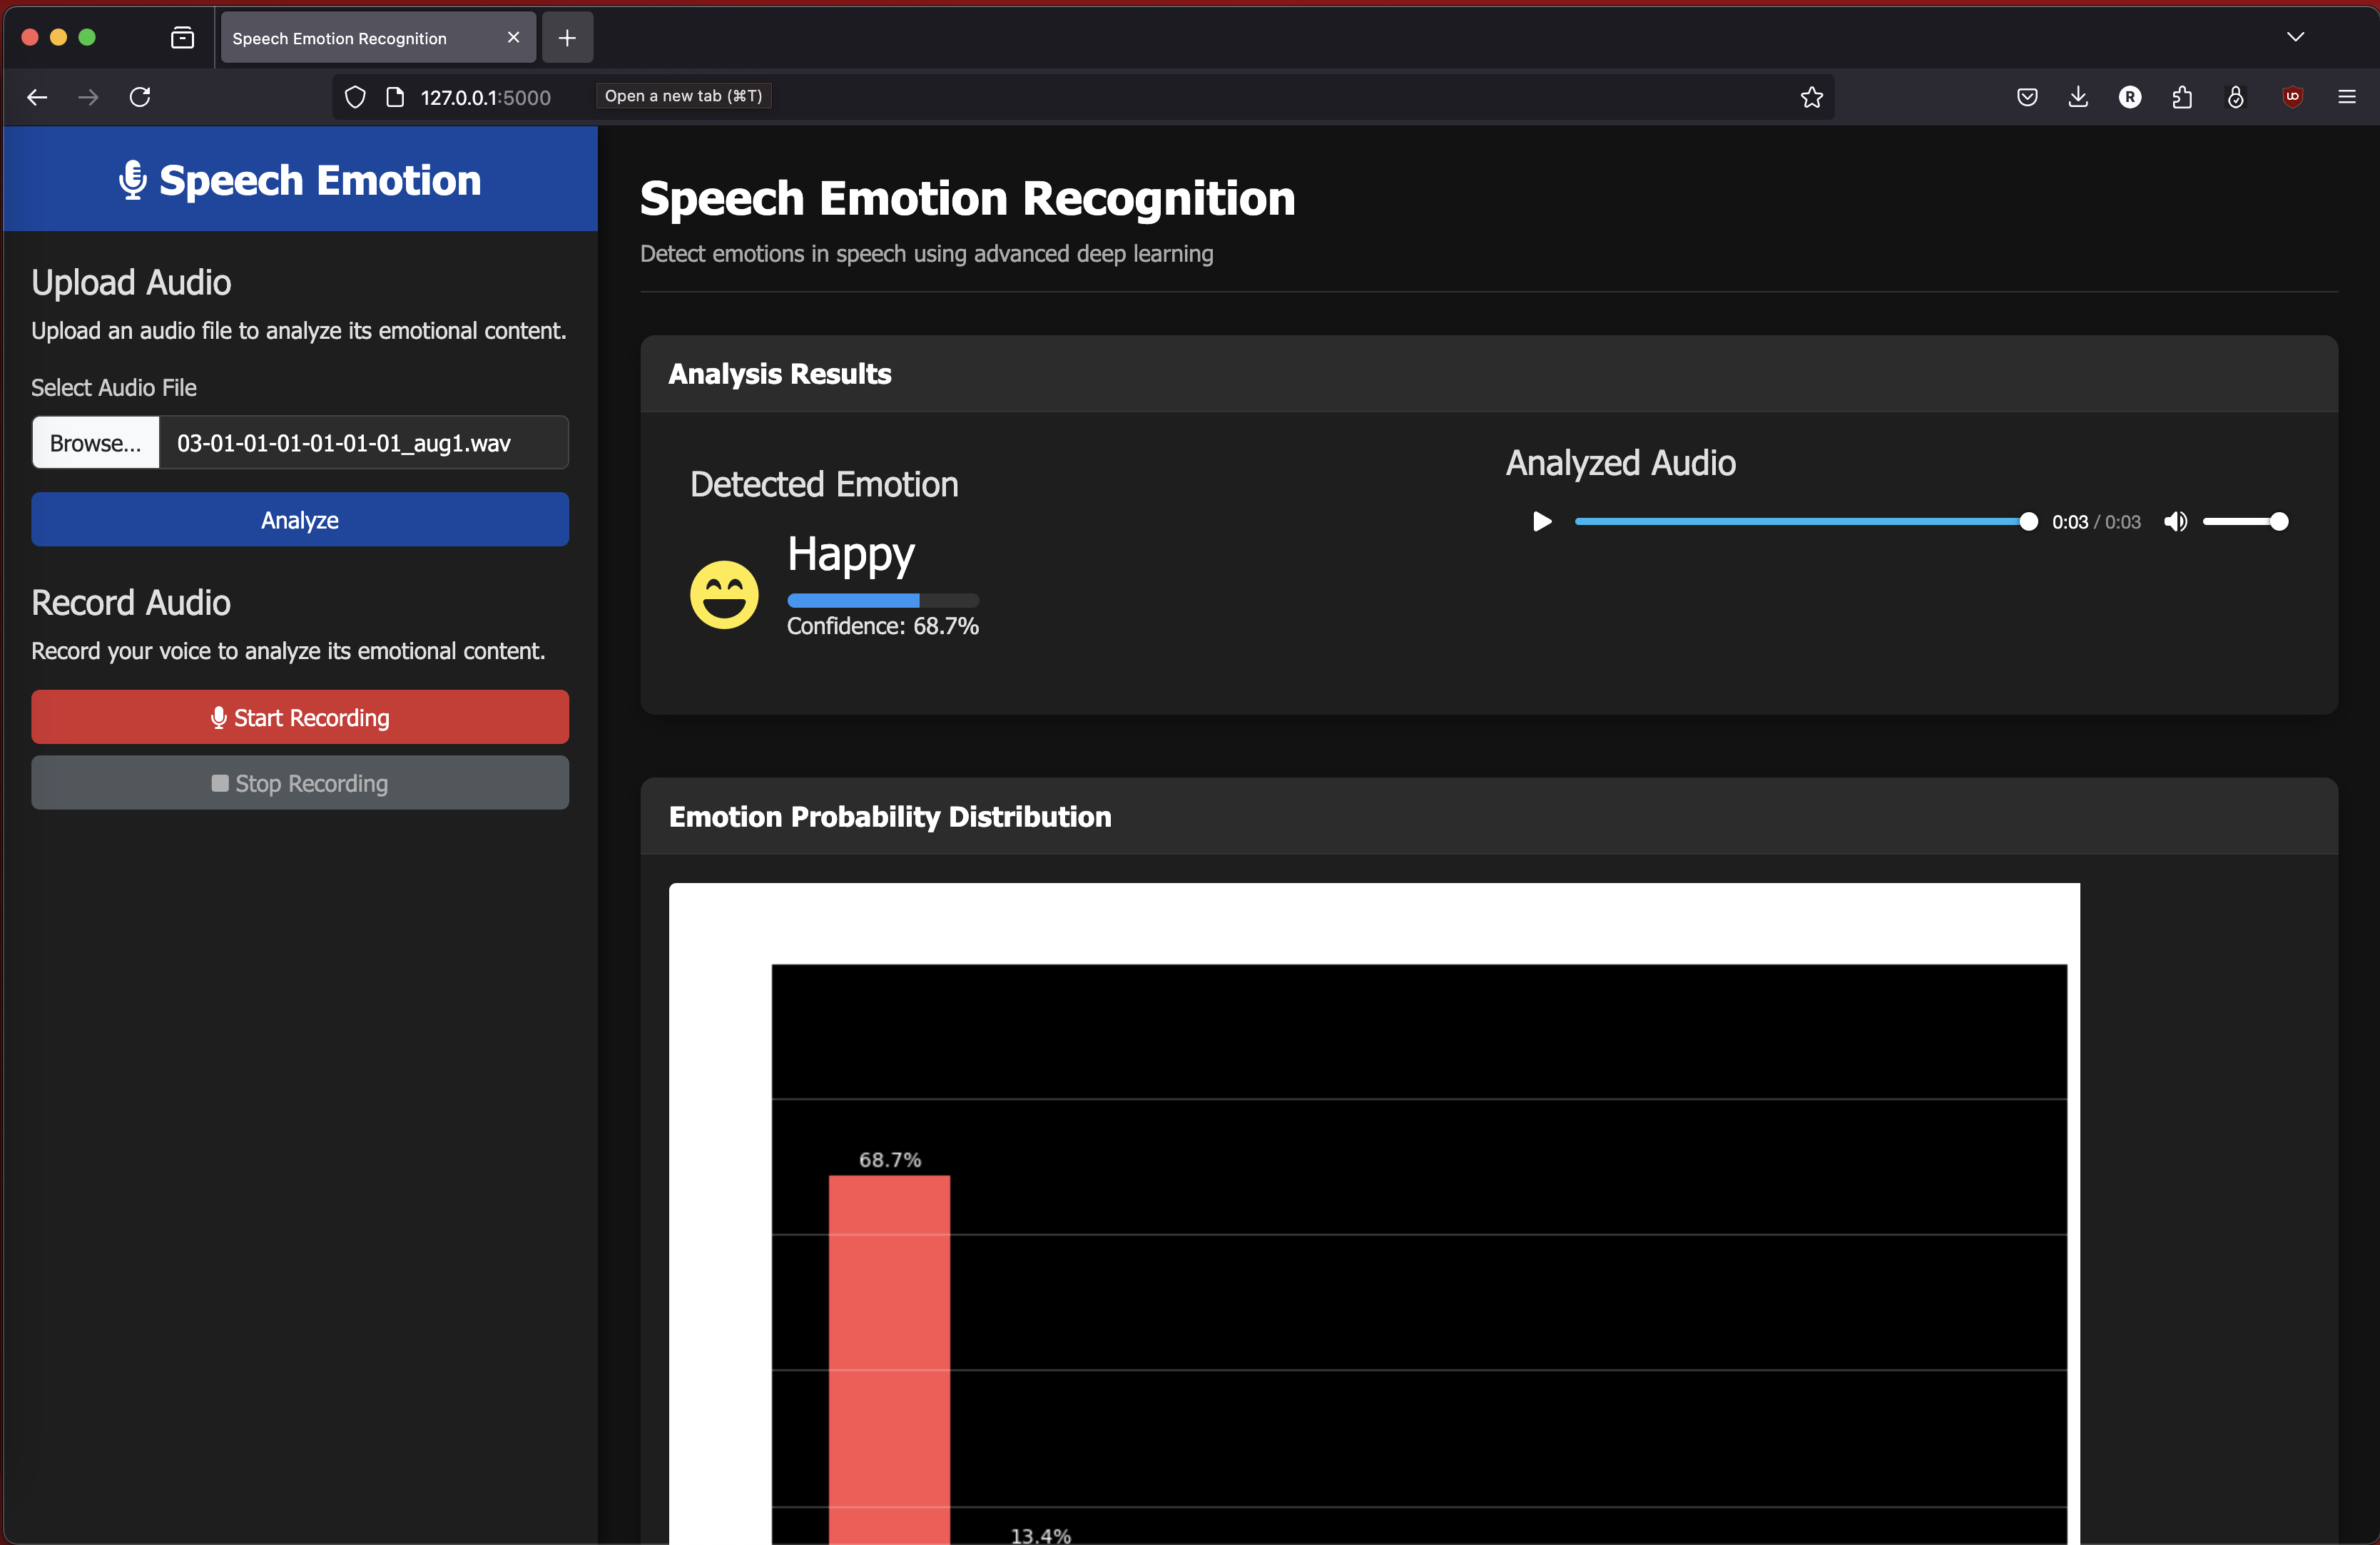 Speech Emotion Recognition
127.0.0.1:5000
Open a new tab (⌘T)
R
uo
Speech Emotion
Upload Audio
Upload an audio file to analyze its emotional content.
Select Audio File
Browse... 03-01-01-01-01-01-01_aug1.wav
Analyze
Record Audio
Record your voice to analyze its emotional content.
Start Recording
Stop Recording
Speech Emotion Recognition
Detect emotions in speech using advanced deep learning
Analysis Results
Detected Emotion
Happy
Confidence: 68.7%
Analyzed Audio
0:03 / 0:03
Emotion Probability Distribution
68.7%
13.4%